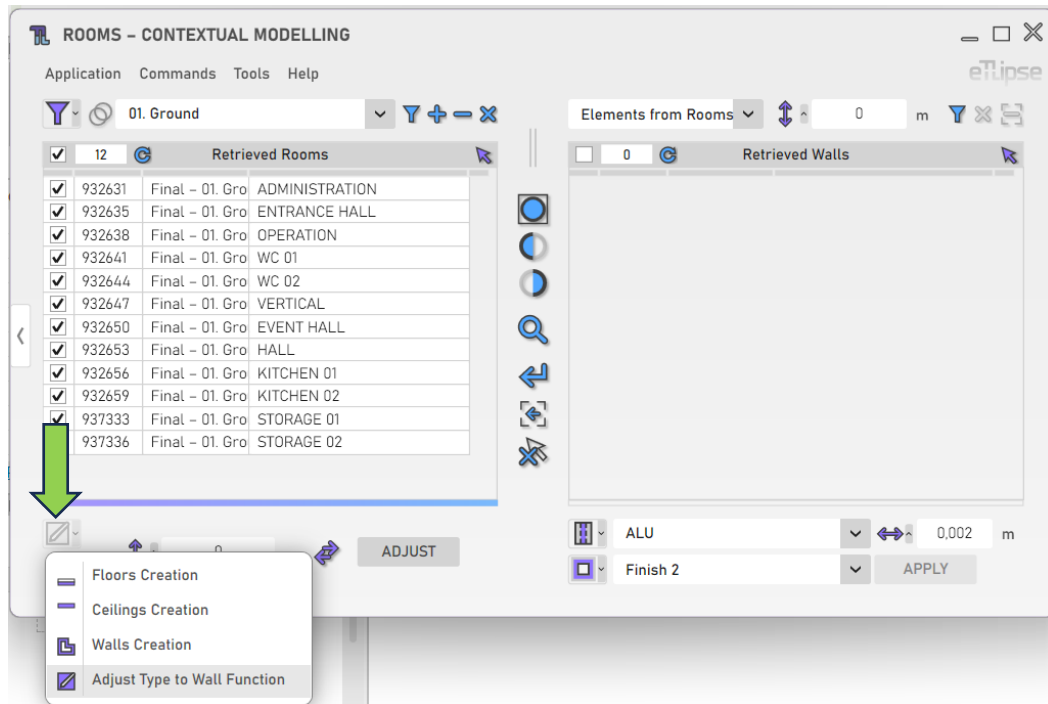 ROOMS – CONTEXTUAL MODELLING
Application Commands Tools Help
eTLipse
01. Ground
Elements from Rooms 0 m
12 Retrieved Rooms
0 Retrieved Walls
932631 Final – 01. Gro ADMINISTRATION
932635 Final – 01. Gro ENTRANCE HALL
932638 Final – 01. Gro OPERATION
932641 Final – 01. Gro WC 01
932644 Final – 01. Gro WC 02
932647 Final – 01. Gro VERTICAL
932650 Final – 01. Gro EVENT HALL
932653 Final – 01. Gro HALL
932656 Final – 01. Gro KITCHEN 01
932659 Final – 01. Gro KITCHEN 02
937333 Final – 01. Gro STORAGE 01
937336 Final – 01. Gro STORAGE 02
ADJUST
ALU 0,002 m
Finish 2 APPLY
Floors Creation
Ceilings Creation
Walls Creation
Adjust Type to Wall Function